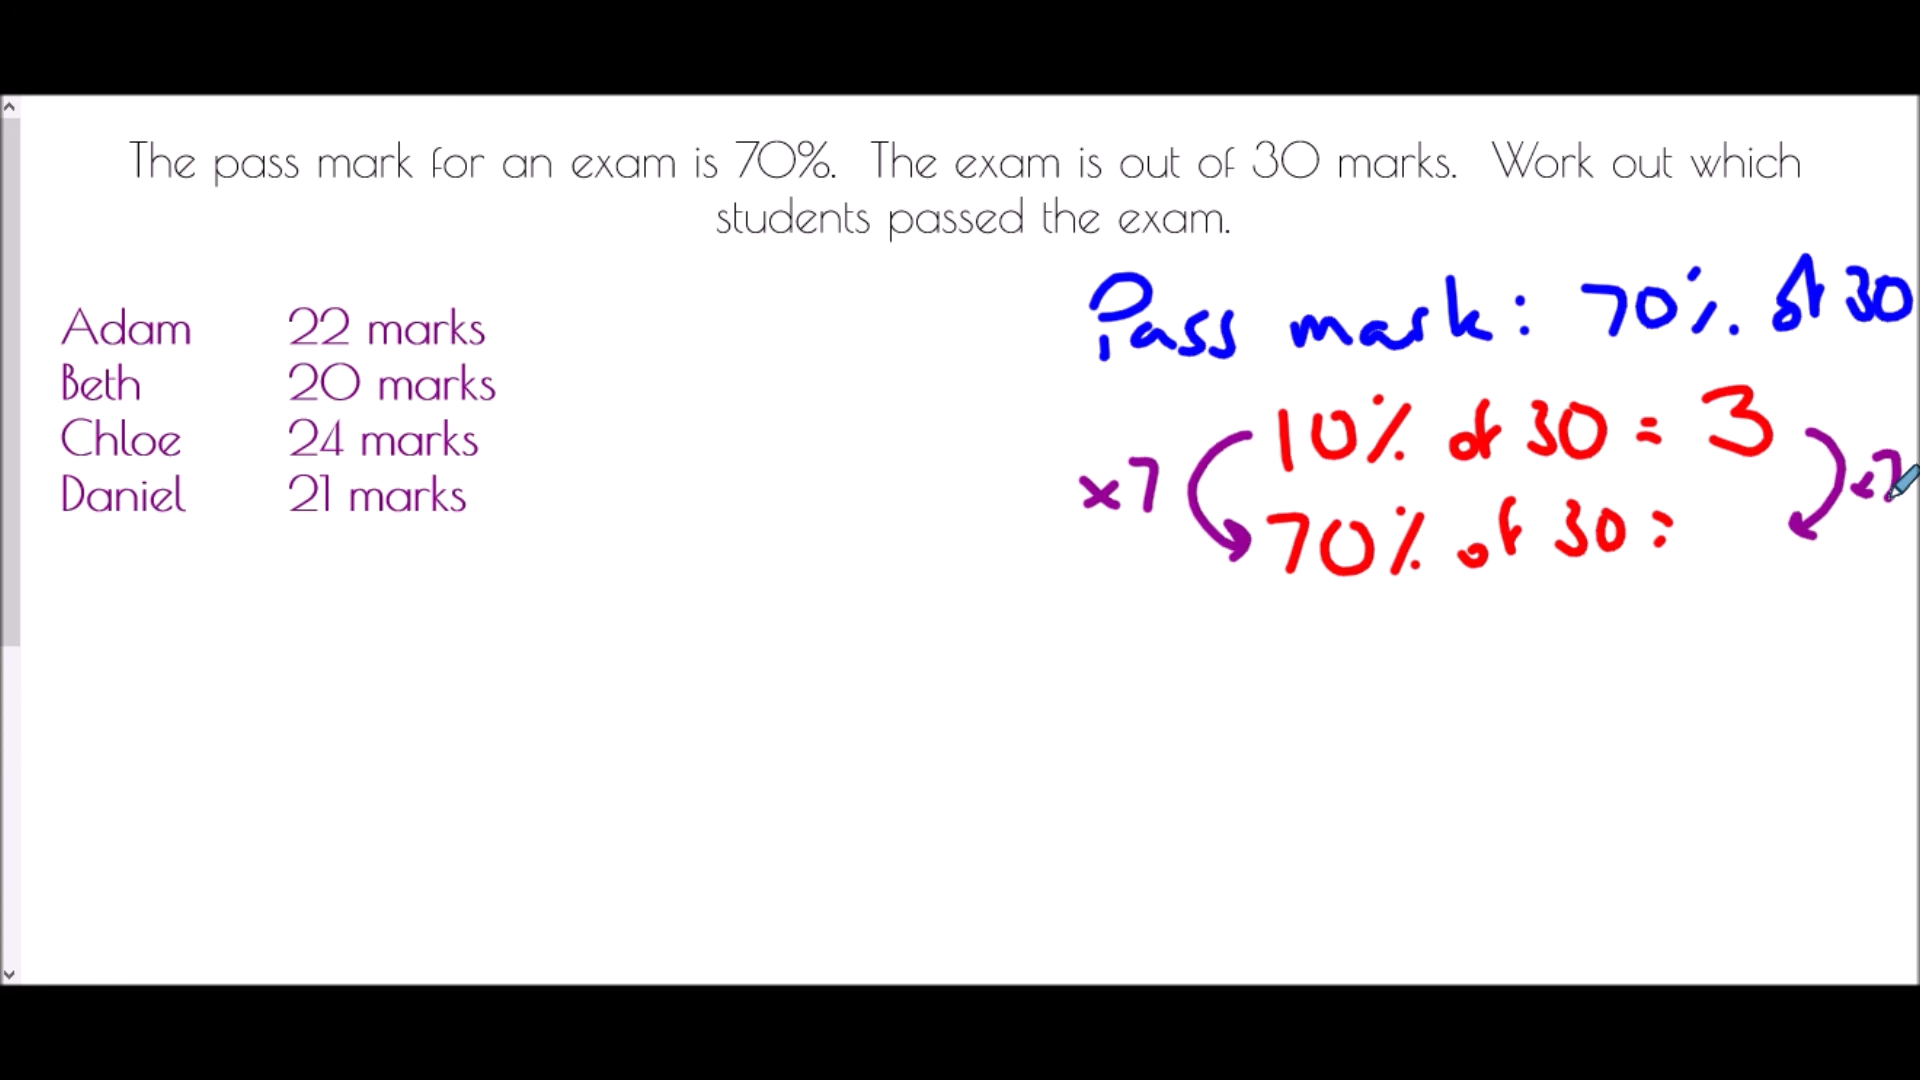 The pass mark for an exam is 70%. The exam is out of 30 marks. Work out which
students passed the exam.
Adam 22 marks
Beth 20 marks
Chloe 24 marks
Daniel 21 marks
Pass mark: 70% of 30
10% of 30 = 3
×7 ×7
70% of 30 =